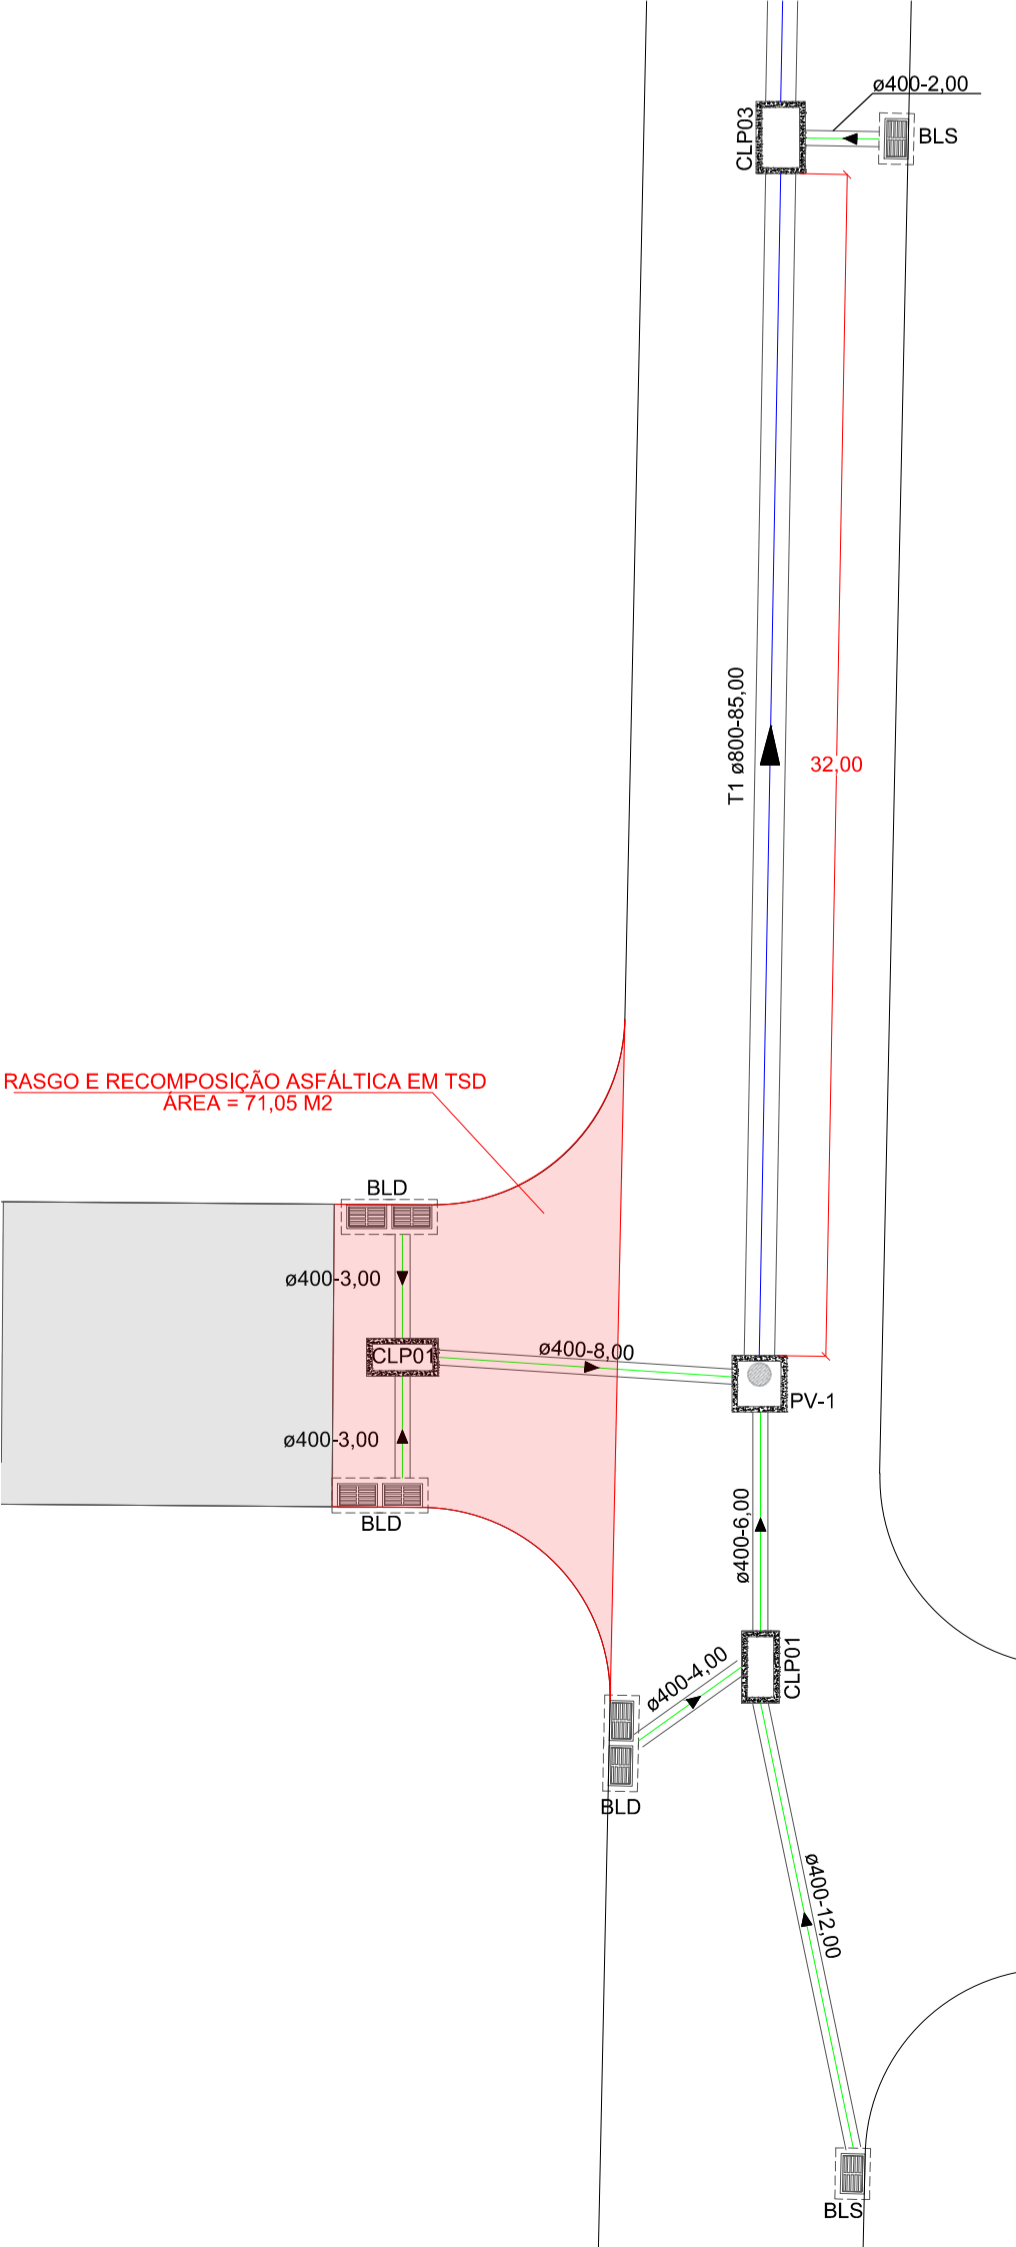 ø400-2,00
CLP03
BLS
T1 ø800-85,00
32,00
RASGO E RECOMPOSIÇÃO ASFÁLTICA EM TSD
ÁREA = 71,05 M2
BLD
ø400-3,00
CLP01
ø400-8,00
PV-1
ø400-3,00
BLD
ø400-6,00
CLP01
ø400-4,00
BLD
ø400-12,00
BLS